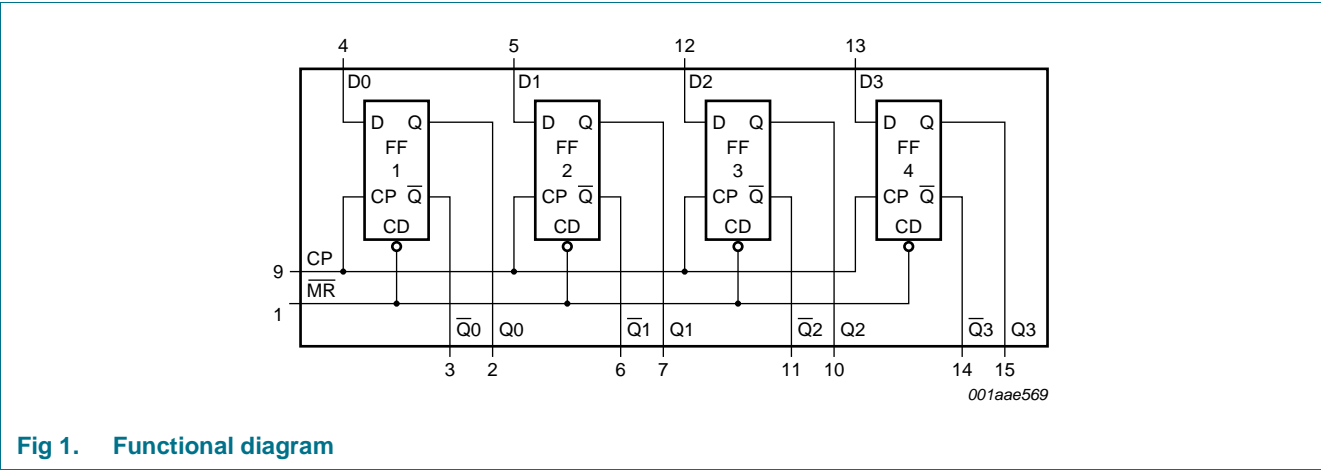 4 5 12 13
D0 D1 D2 D3
D Q D Q D Q D Q
FF FF FF FF
1 2 3 4
CP Q̅ CP Q̅ CP Q̅ CP Q̅
CD CD CD CD
9 CP
M̅R̅
1
Q̅0 Q0 Q̅1 Q1 Q̅2 Q2 Q̅3 Q3
3 2 6 7 11 10 14 15
001aae569
Fig 1. Functional diagram